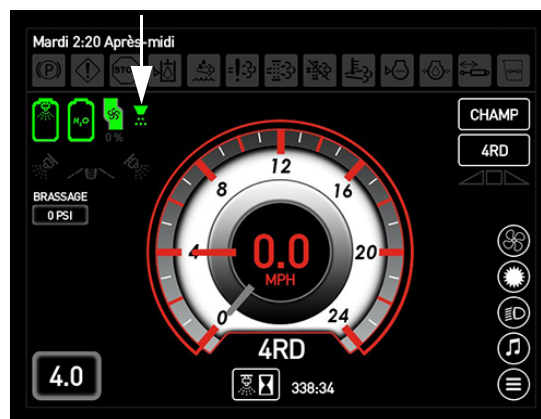 Mardi 2:20 Après-midi
(P) STOP
H₂O
0 %
CHAMP
4RD
BRASSAGE
0 PSI
0
4
8
12
16
20
24
0.0
MPH
4RD
4.0
338:34